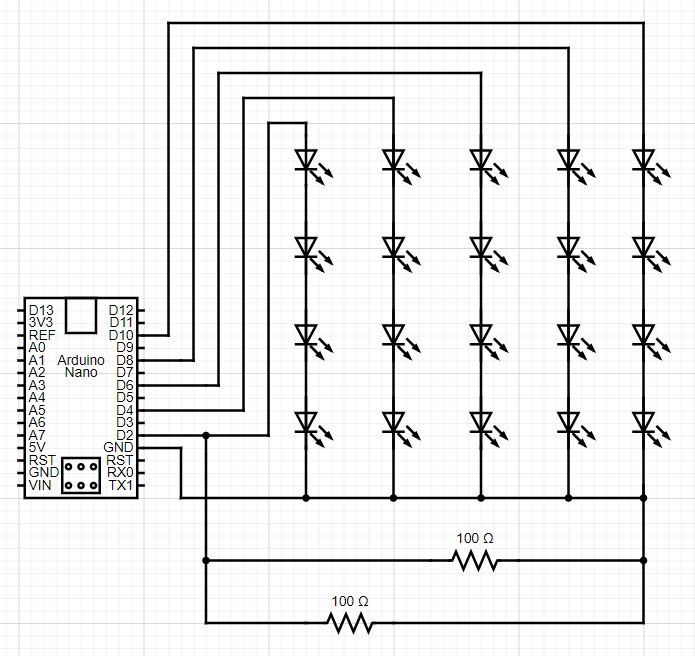 D13 D12
3V3 D11
REF D10
A0 D9
A1 Arduino D8
A2 Nano D7
A3 D6
A4 D5
A5 D4
A6 D3
A7 D2
5V GND
RST RST
GND RX0
VIN TX1
100 Ω
100 Ω